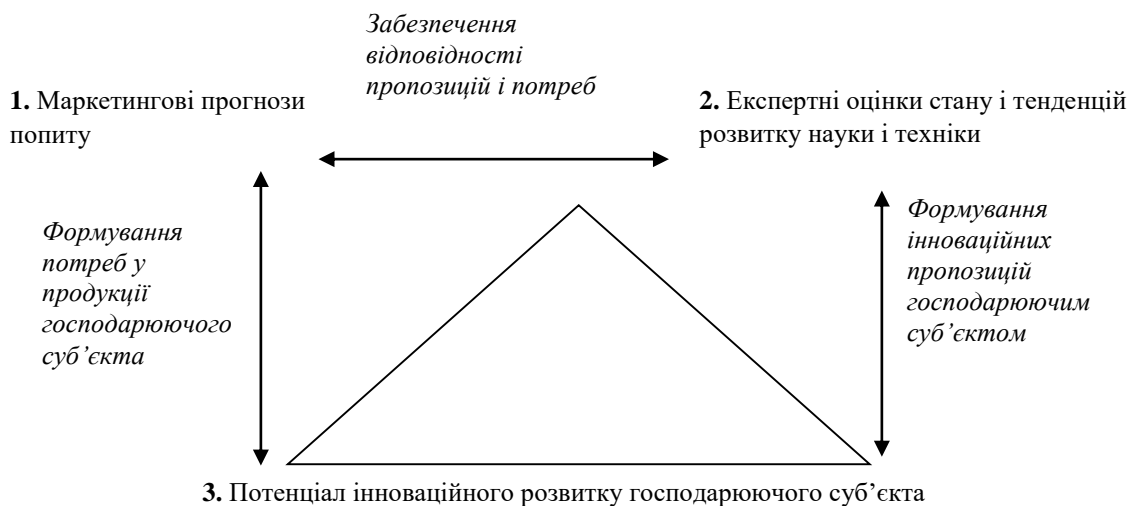 Забезпечення
відповідності
пропозицій і потреб
1. Маркетингові прогнози
попиту
2. Експертні оцінки стану і тенденцій
розвитку науки і техніки
Формування
потреб у
продукції
господарюючого
суб’єкта
Формування
інноваційних
пропозицій
господарюючим
суб’єктом
3. Потенціал інноваційного розвитку господарюючого суб’єкта